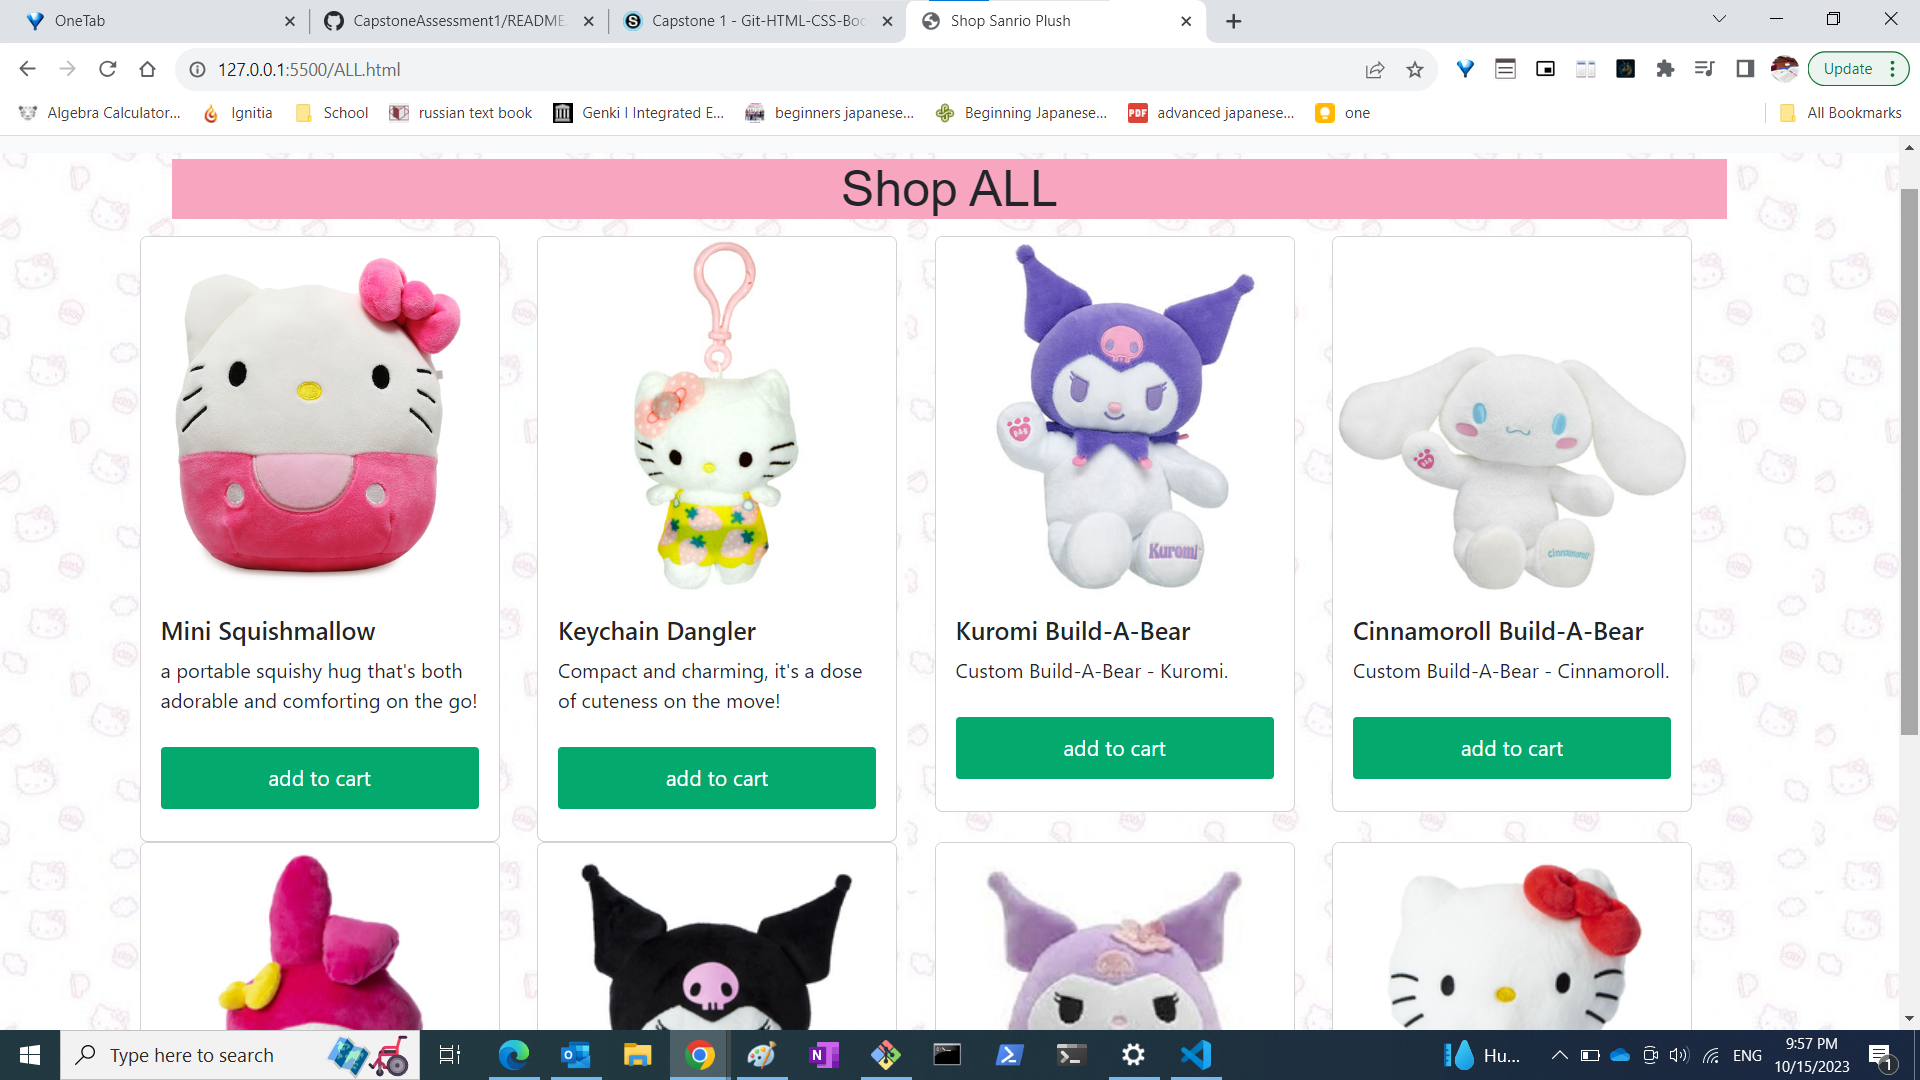 OneTab
CapstoneAssessment1/README.
Capstone 1 - Git-HTML-CSS-Boo
Shop Sanrio Plush
127.0.0.1:5500/ALL.html
Update
Algebra Calculator...
Ignitia
School
russian text book
Genki I Integrated E...
beginners japanese...
Beginning Japanese...
PDF
advanced japanese...
one
All Bookmarks
Shop ALL
Kuromi
cinnamoroll
Mini Squishmallow
a portable squishy hug that's both
adorable and comforting on the go!
add to cart
Keychain Dangler
Compact and charming, it's a dose
of cuteness on the move!
add to cart
Kuromi Build-A-Bear
Custom Build-A-Bear - Kuromi.
add to cart
Cinnamoroll Build-A-Bear
Custom Build-A-Bear - Cinnamoroll.
add to cart
Type here to search
Hu...
ENG
9:57 PM
10/15/2023
1